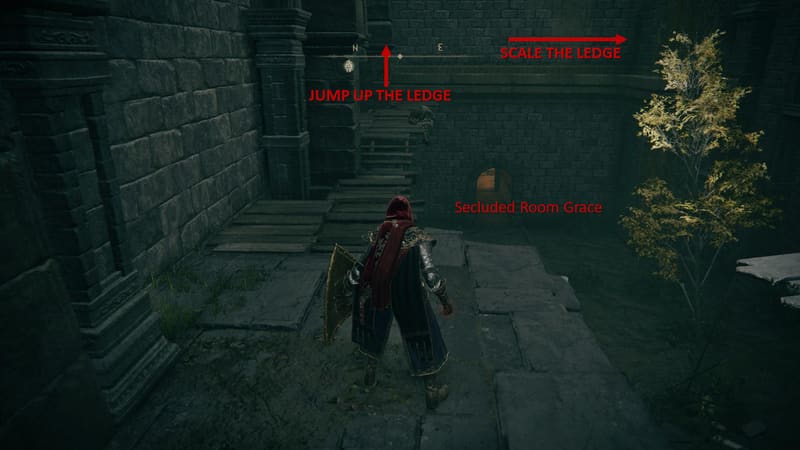 N
E
SCALE THE LEDGE
JUMP UP THE LEDGE
Secluded Room Grace